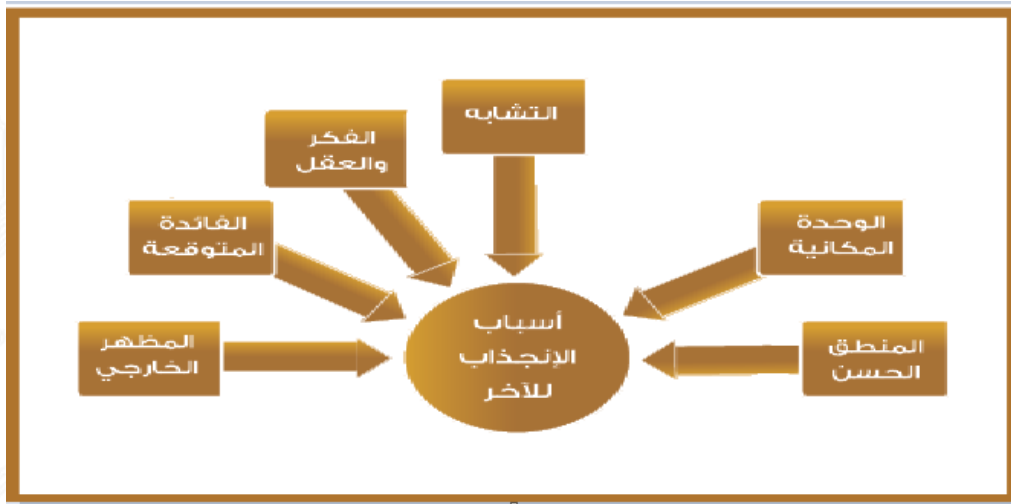 التشابه
الفكر
والعقل
الوحدة
المكانية
الفائدة
المتوقعة
أسباب
الإنجذاب
للآخر
المنطق
الحسن
المظهر
الخارجي